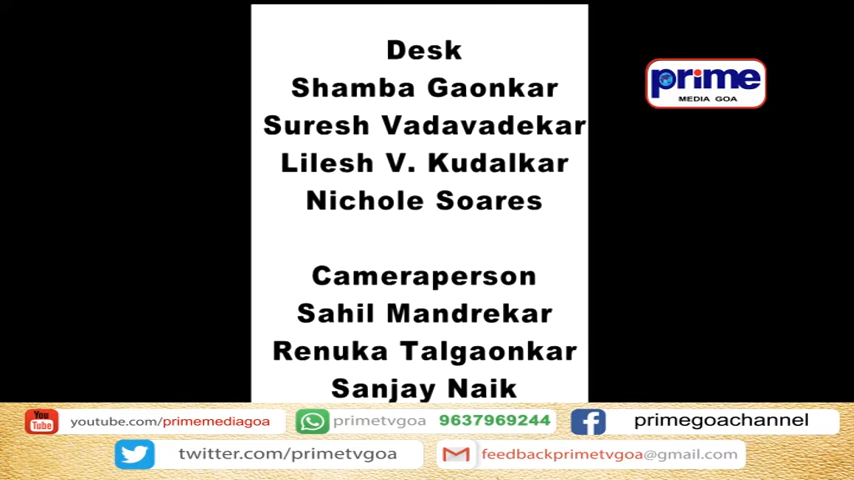 Desk
Shamba Gaonkar
Suresh Vadavadekar
Lilesh V. Kudalkar
Nichole Soares
Cameraperson
Sahil Mandrekar
Renuka Talgaonkar
Sanjay Naik
prime
MEDIA GOA
You
Tube
youtube.com/primemediagoa
primetvgoa 9637969244
f primegoachannel
twitter.com/primetvgoa
feedbackprimetvgoa@gmail.com